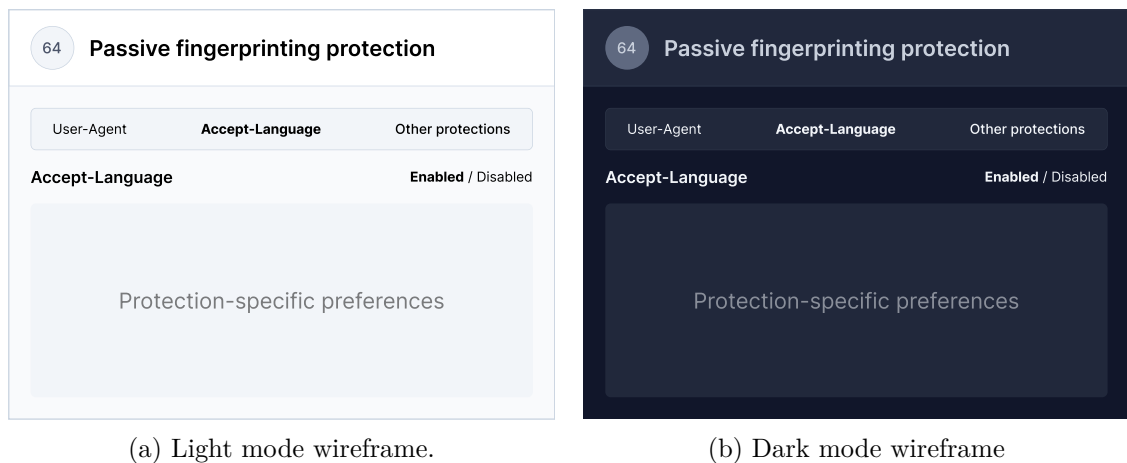 64 Passive fingerprinting protection
User-Agent Accept-Language Other protections
Accept-Language Enabled / Disabled
Protection-specific preferences
(a) Light mode wireframe.
64 Passive fingerprinting protection
User-Agent Accept-Language Other protections
Accept-Language Enabled / Disabled
Protection-specific preferences
(b) Dark mode wireframe